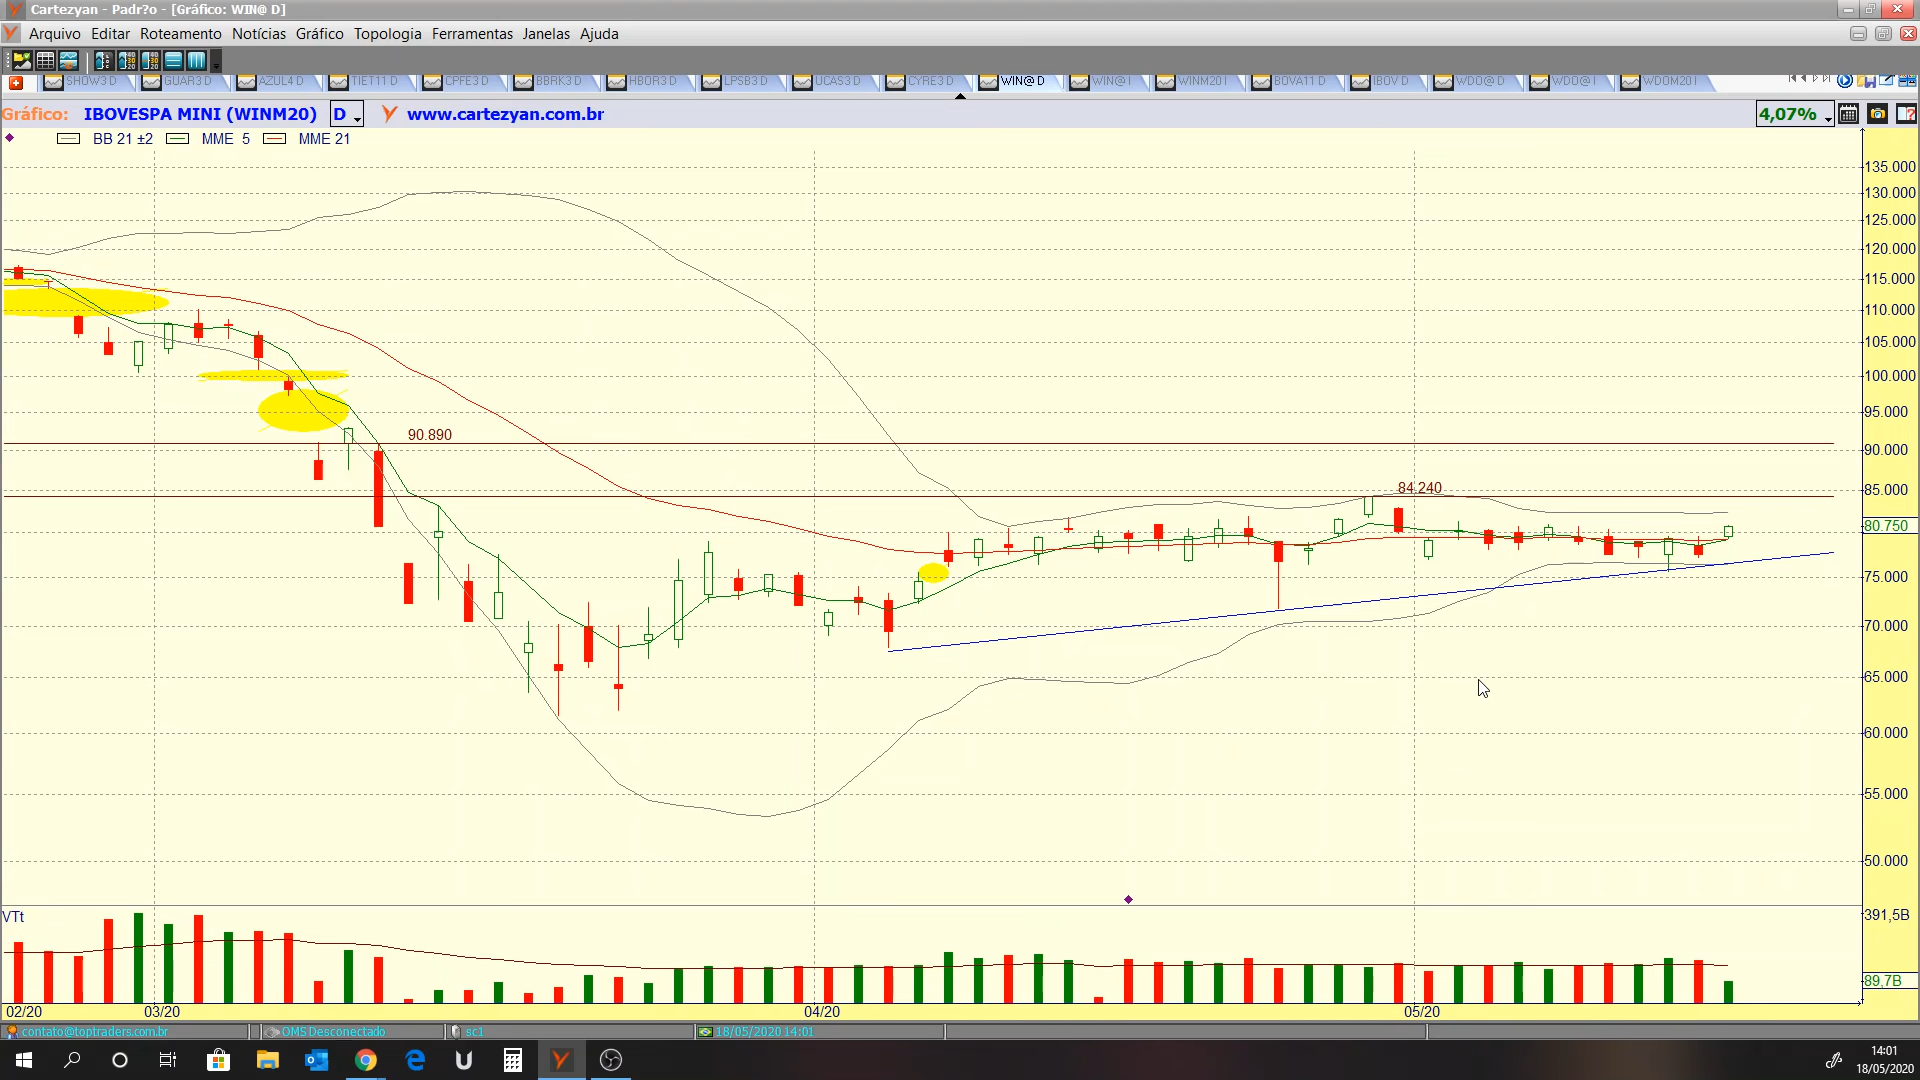 Cartezyan - Padr?o - [Gráfico: WIN@ D]
Arquivo Editar Roteamento Notícias Gráfico Topologia Ferramentas Janelas Ajuda
SHOW3 D GUAR3 D AZUL4 D TIET11 D CPFE3 D BBRK3 D HBOR3 D LPSB3 D UCAS3 D CYRE3 D WIN@ D WIN@ I WINM20 I BOVA11 D IBOV D WDO@ D WDO@ I WDOM20 I
Gráfico: IBOVESPA MINI (WINM20) D www.cartezyan.com.br 4,07%
BB 21 ±2 MME 5 MME 21
135.000
130.000
125.000
120.000
115.000
110.000
105.000
100.000
95.000
90.890
90.000
84.240
85.000
80.750
75.000
70.000
65.000
60.000
55.000
50.000
VTt
391,5B
89,7B
02/20 03/20 04/20 05/20
contato@toptraders.com.br OMS Desconectado sc1 18/05/2020 14:01
14:01
18/05/2020